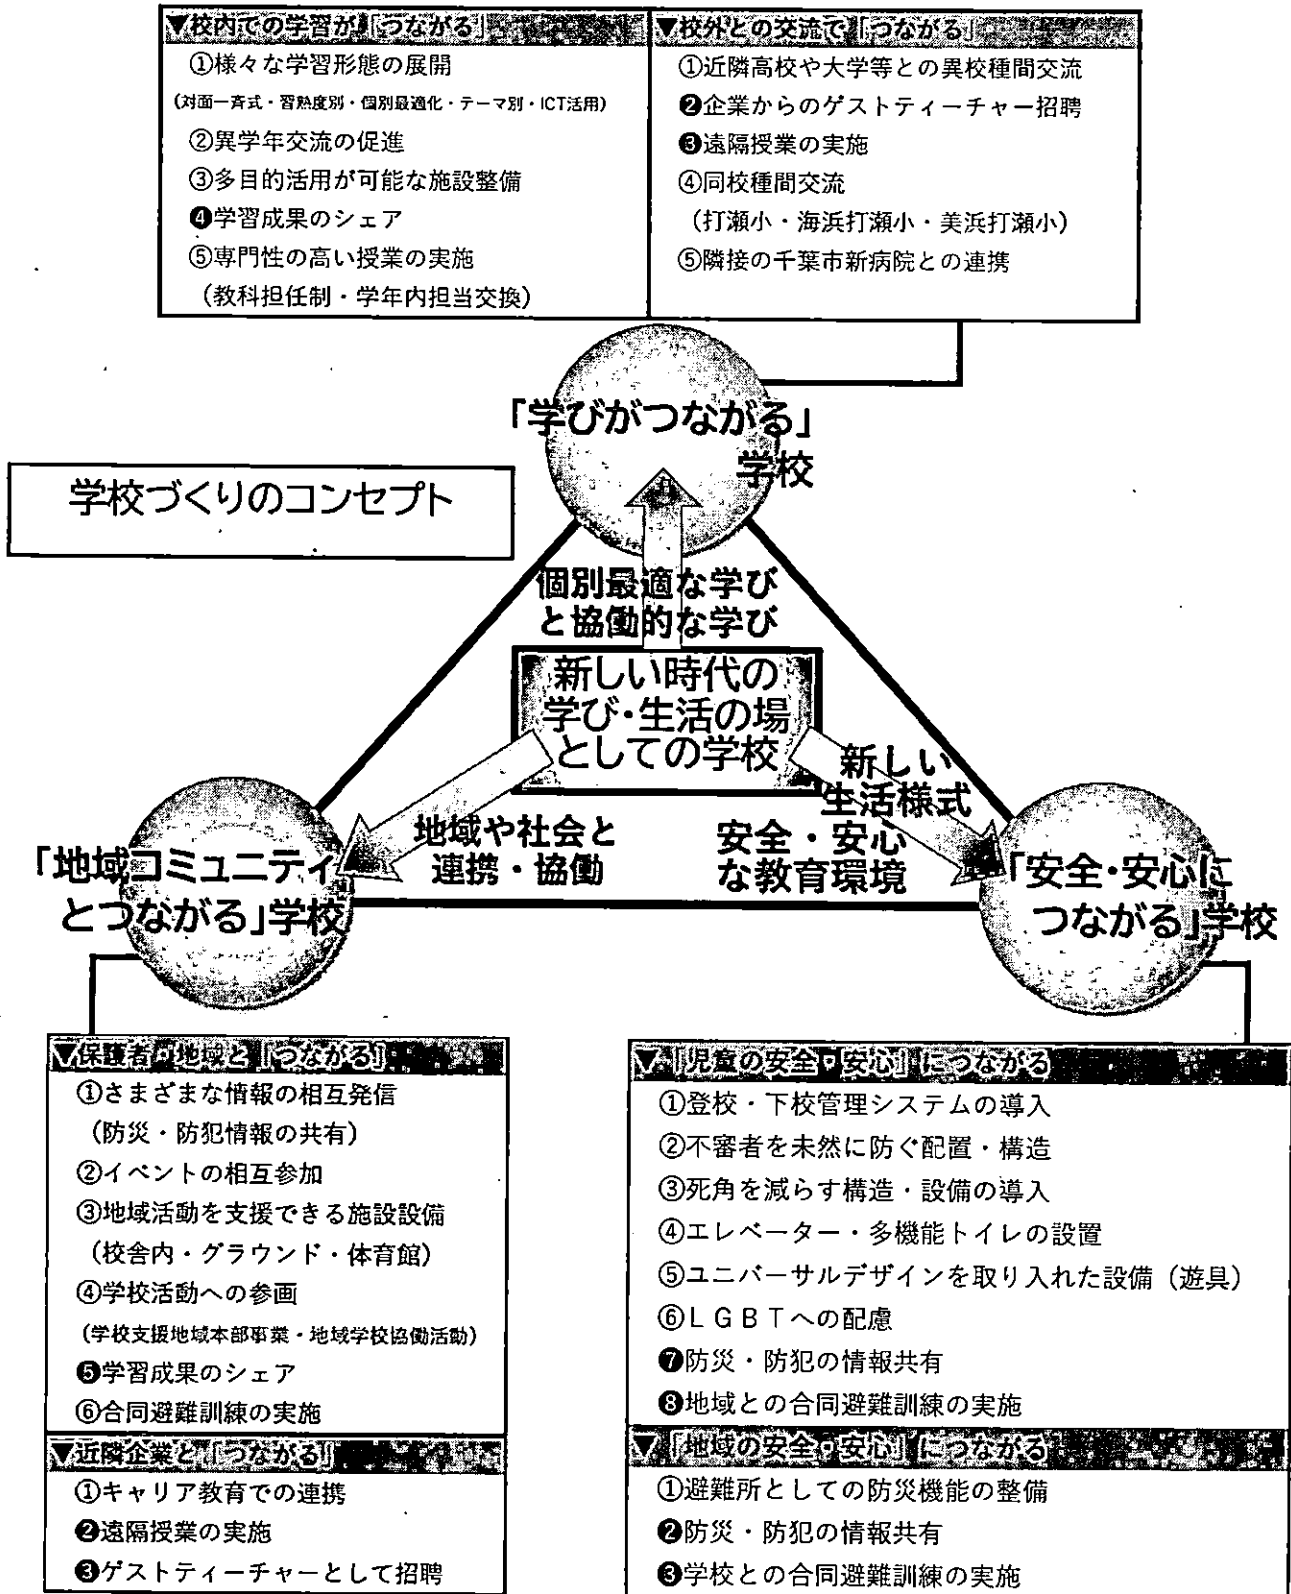 ▼校内での学習が「つながる」
①様々な学習形態の展開
(対面一斉式・習熟度別・個別最適化・テーマ別・ICT活用)
②異学年交流の促進
③多目的活用が可能な施設整備
❹学習成果のシェア
⑤専門性の高い授業の実施
(教科担任制・学年内担当交換)
▼校外との交流で「つながる」
①近隣高校や大学等との異校種間交流
❷企業からのゲストティーチャー招聘
❸遠隔授業の実施
④同校種間交流
(打瀬小・海浜打瀬小・美浜打瀬小)
⑤隣接の千葉市新病院との連携
「学びがつながる」
学校
学校づくりのコンセプト
個別最適な学び
と協働的な学び
新しい時代の
学び・生活の場
としての学校
新しい
生活様式
地域や社会と
連携・協働
安全・安心
な教育環境
「地域コミュニティ
とつながる」学校
「安全・安心に
つながる」学校
▼保護者・地域と「つながる」
①さまざまな情報の相互発信
(防災・防犯情報の共有)
②イベントの相互参加
③地域活動を支援できる施設設備
(校舎内・グラウンド・体育館)
④学校活動への参画
(学校支援地域本部事業・地域学校協働活動)
❺学習成果のシェア
⑥合同避難訓練の実施
▼近隣企業と「つながる」
①キャリア教育での連携
❷遠隔授業の実施
❸ゲストティーチャーとして招聘
▼「児童の安全・安心」につながる
①登校・下校管理システムの導入
②不審者を未然に防ぐ配置・構造
③死角を減らす構造・設備の導入
④エレベーター・多機能トイレの設置
⑤ユニバーサルデザインを取り入れた設備(遊具)
⑥LGBTへの配慮
❼防災・防犯の情報共有
❽地域との合同避難訓練の実施
▼「地域の安全・安心」につながる
①避難所としての防災機能の整備
❷防災・防犯の情報共有
❸学校との合同避難訓練の実施